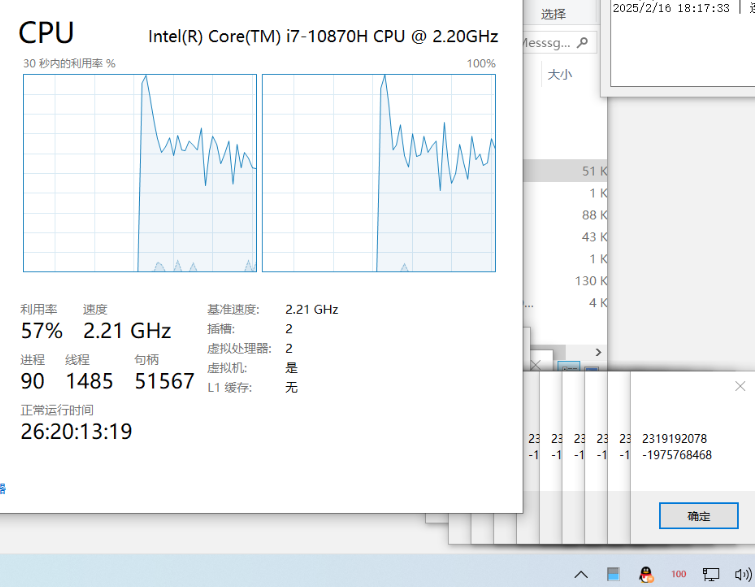 CPU
Intel(R) Core(TM) i7-10870H CPU @ 2.20GHz
30 秒内的利用率 %
100%
利用率
速度
57%
2.21 GHz
进程
线程
句柄
90
1485
51567
正常运行时间
26:20:13:19
基准速度:
2.21 GHz
插槽:
2
虚拟处理器:
2
虚拟机:
是
L1 缓存:
无
选择
2025/2/16 18:17:33
大小
51 K
1 K
88 K
43 K
1 K
130 K
4 K
23
23
23
23
23
2319192078
-1
-1
-1
-1
-1
-1975768468
确定
100